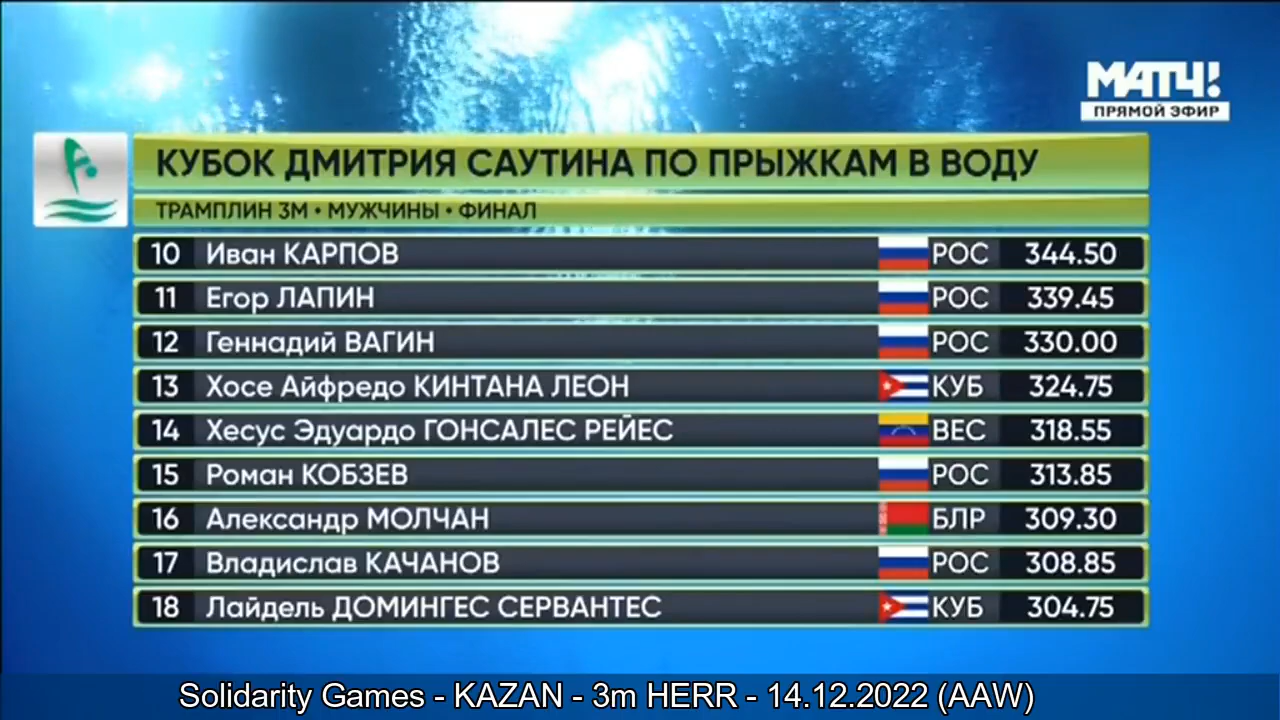 МАТЧ!
ПРЯМОЙ ЭФИР
КУБОК ДМИТРИЯ САУТИНА ПО ПРЫЖКАМ В ВОДУ
ТРАМПЛИН 3М • МУЖЧИНЫ • ФИНАЛ
10 Иван КАРПОВ РОС 344.50
11 Егор ЛАПИН РОС 339.45
12 Геннадий ВАГИН РОС 330.00
13 Хосе Айфредо КИНТАНА ЛЕОН КУБ 324.75
14 Хесус Эдуардо ГОНСАЛЕС РЕЙЕС ВЕС 318.55
15 Роман КОБЗЕВ РОС 313.85
16 Александр МОЛЧАН БЛР 309.30
17 Владислав КАЧАНОВ РОС 308.85
18 Лайдель ДОМИНГЕС СЕРВАНТЕС КУБ 304.75
Solidarity Games - KAZAN - 3m HERR - 14.12.2022 (AAW)